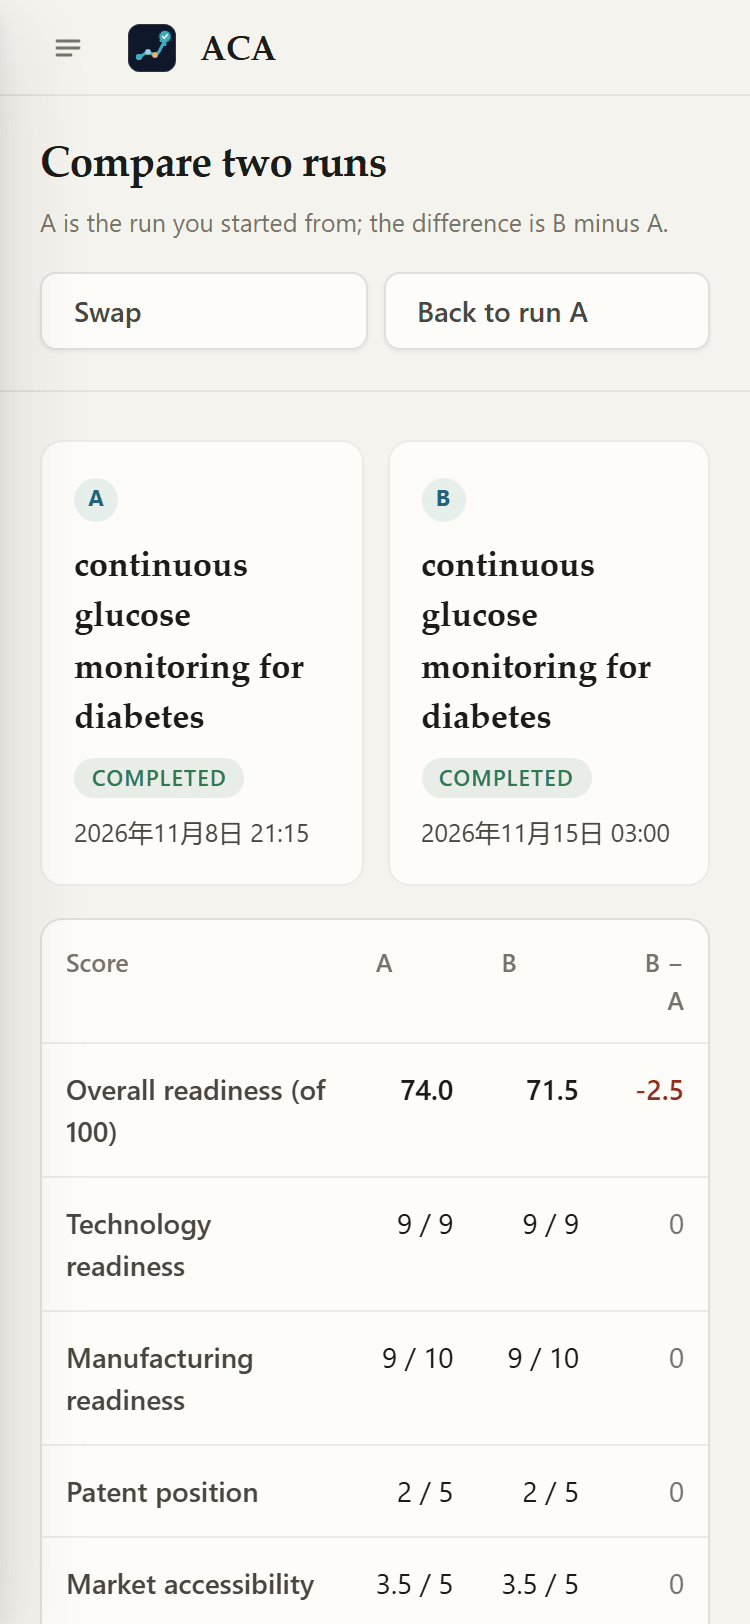 ACA
Compare two runs
A is the run you started from; the difference is B minus A.
Swap
Back to run A
A
continuous
glucose
monitoring for
diabetes
COMPLETED
2026年11月8日 21:15
B
continuous
glucose
monitoring for
diabetes
COMPLETED
2026年11月15日 03:00
Score A B B –
A
Overall readiness (of 74.0 71.5 -2.5
100)
Technology 9 / 9 9 / 9 0
readiness
Manufacturing 9 / 10 9 / 10 0
readiness
Patent position 2 / 5 2 / 5 0
Market accessibility 3.5 / 5 3.5 / 5 0